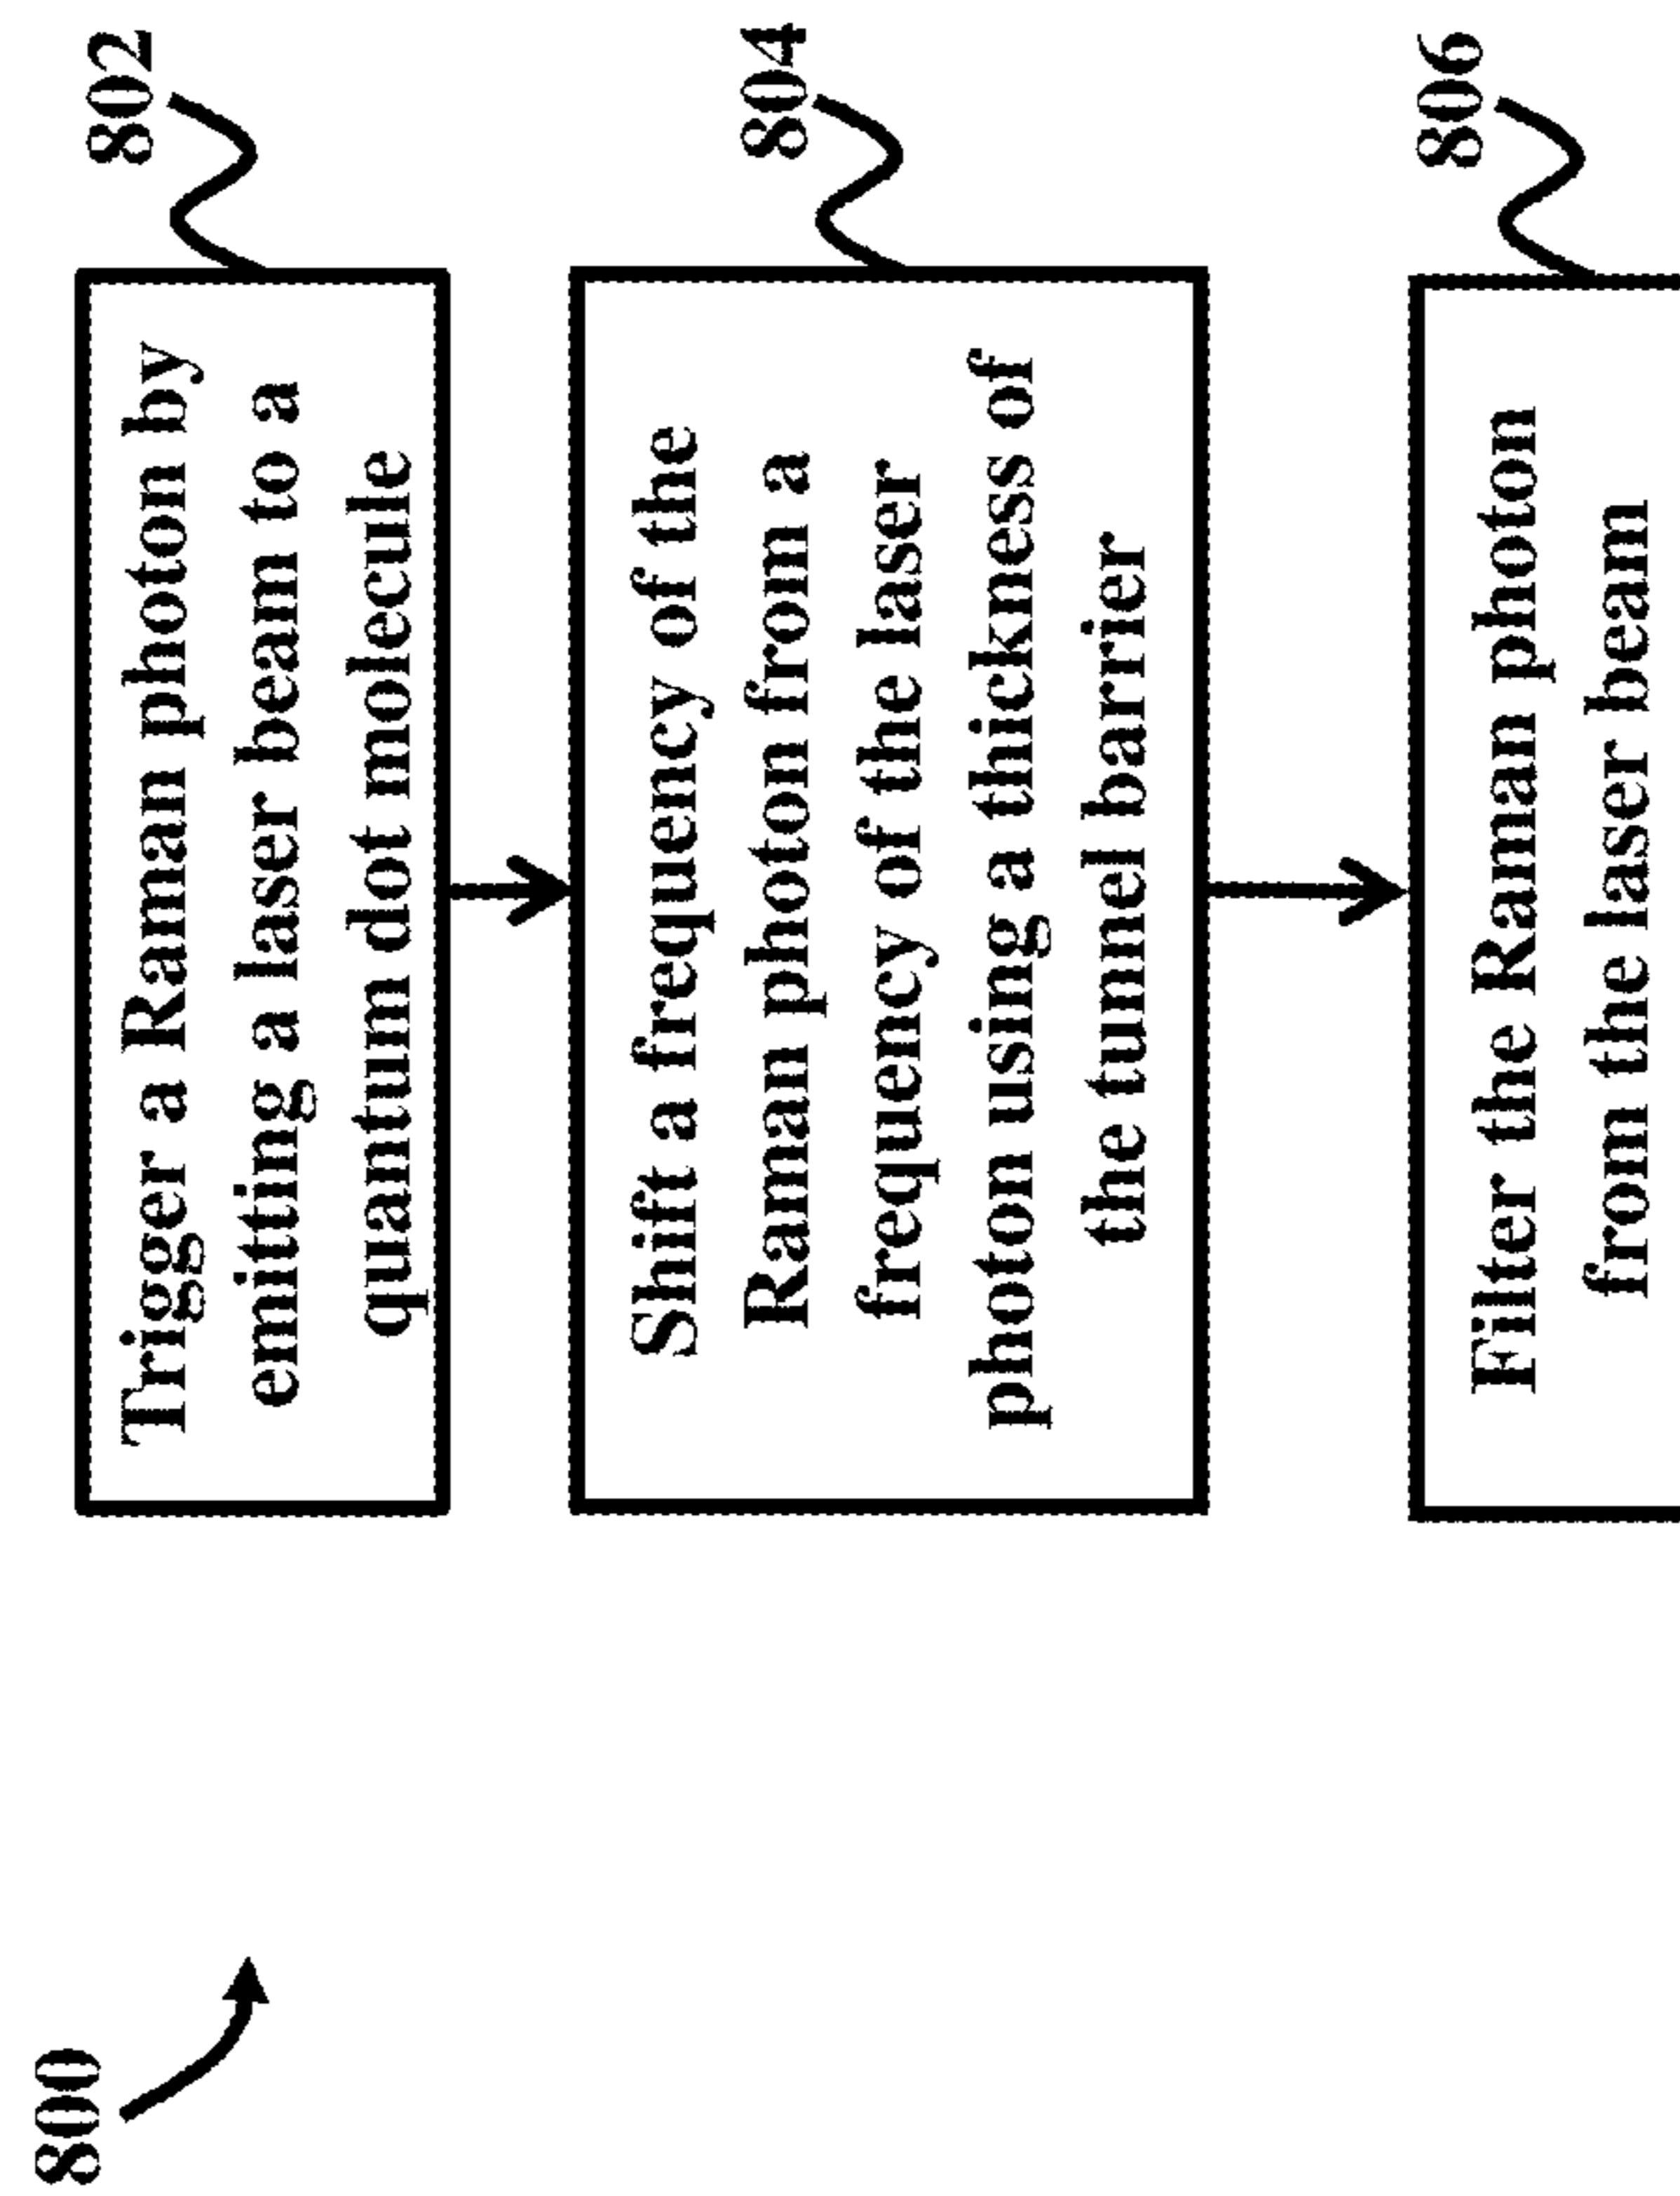 800
Trigger a Raman photon by
emitting a laser beam to a
quantum dot molecule
802
Shift a frequency of the
Raman photon from a
frequency of the laser
photon using a thickness of
the tunnel barrier
804
Filter the Raman photon
from the laser beam
806